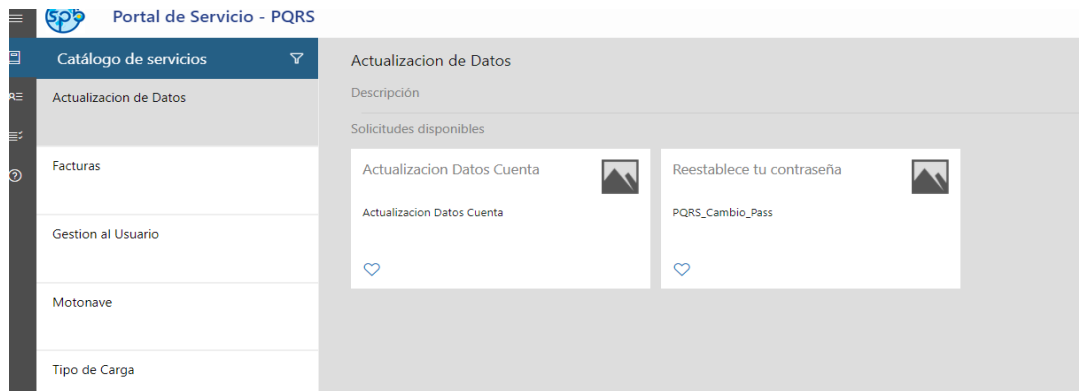 spb
Portal de Servicio - PQRS
Catálogo de servicios
Actualizacion de Datos
Facturas
Gestion al Usuario
Motonave
Tipo de Carga
Actualizacion de Datos
Descripción
Solicitudes disponibles
Actualizacion Datos Cuenta
Actualizacion Datos Cuenta
Reestablece tu contraseña
PQRS_Cambio_Pass